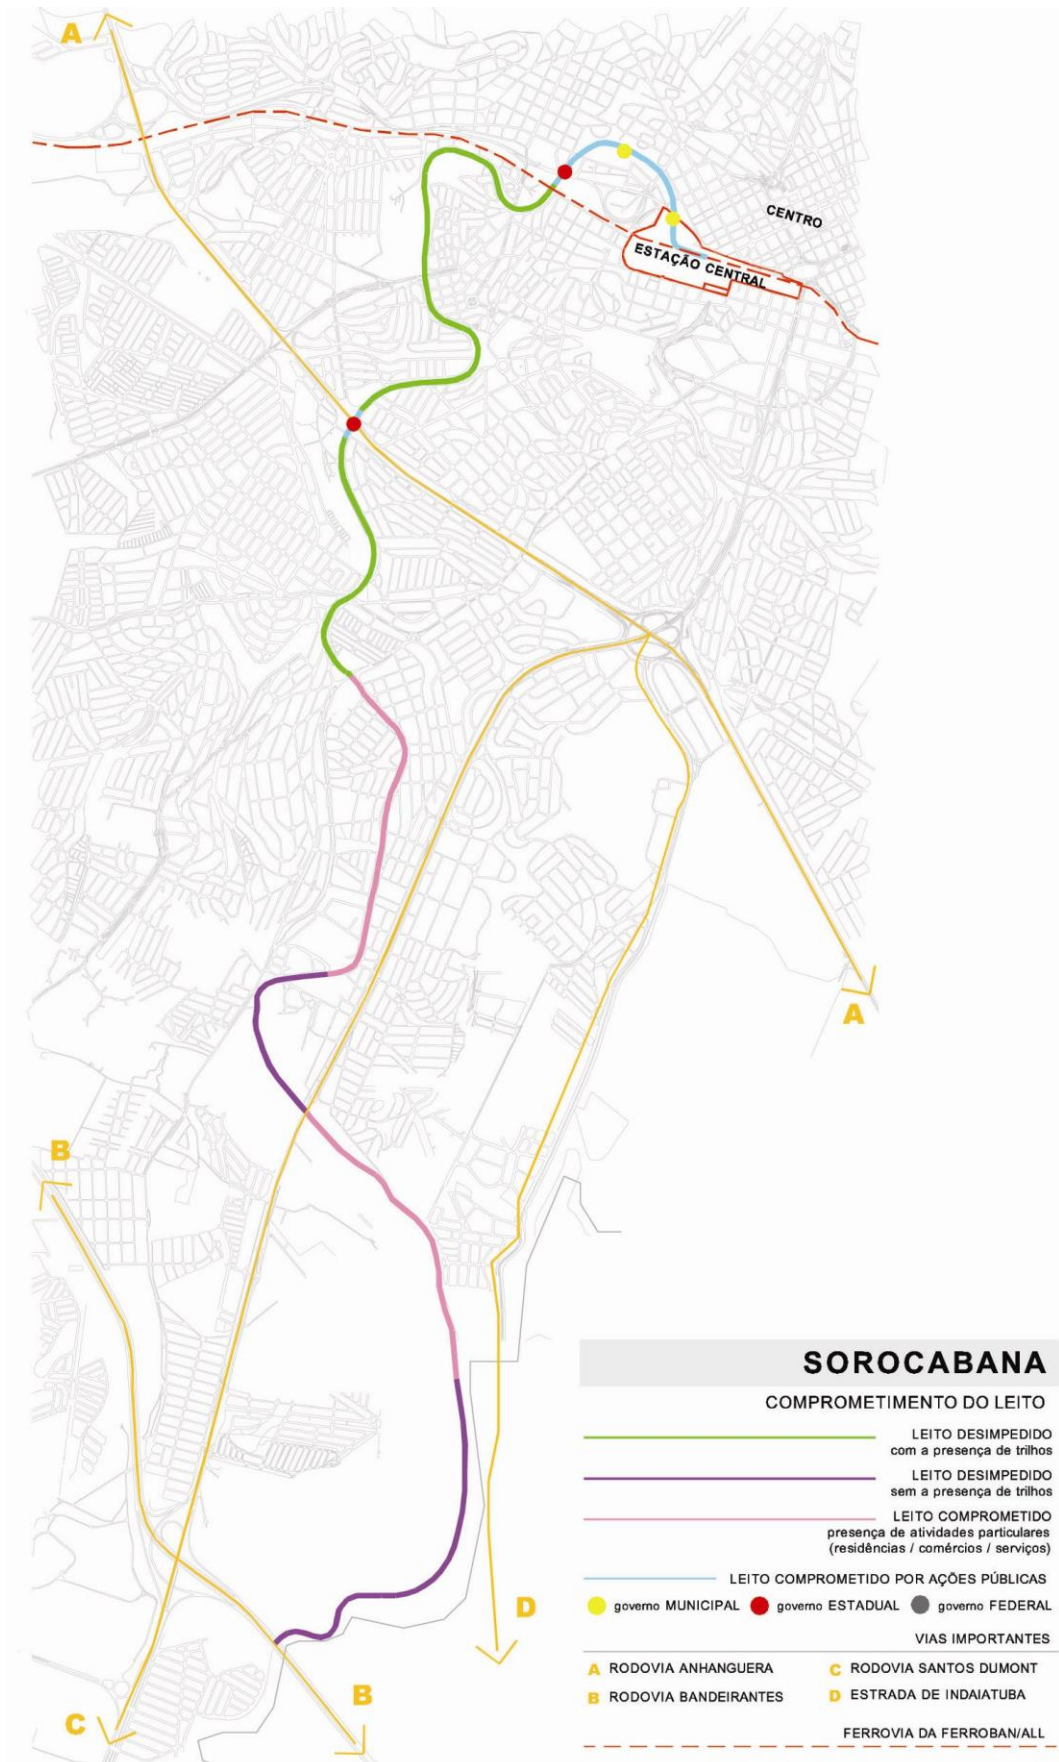 A
CENTRO
ESTAÇÃO CENTRAL
A
B
D
B
C
SOROCABANA
COMPROMETIMENTO DO LEITO
LEITO DESIMPEDIDO
com a presença de trilhos
LEITO DESIMPEDIDO
sem a presença de trilhos
LEITO COMPROMETIDO
presença de atividades particulares
(residências / comércios / serviços)
LEITO COMPROMETIDO POR AÇÕES PÚBLICAS
governo MUNICIPAL governo ESTADUAL governo FEDERAL
VIAS IMPORTANTES
A RODOVIA ANHANGUERA C RODOVIA SANTOS DUMONT
B RODOVIA BANDEIRANTES D ESTRADA DE INDAIATUBA
FERROVIA DA FERROBAN/ALL